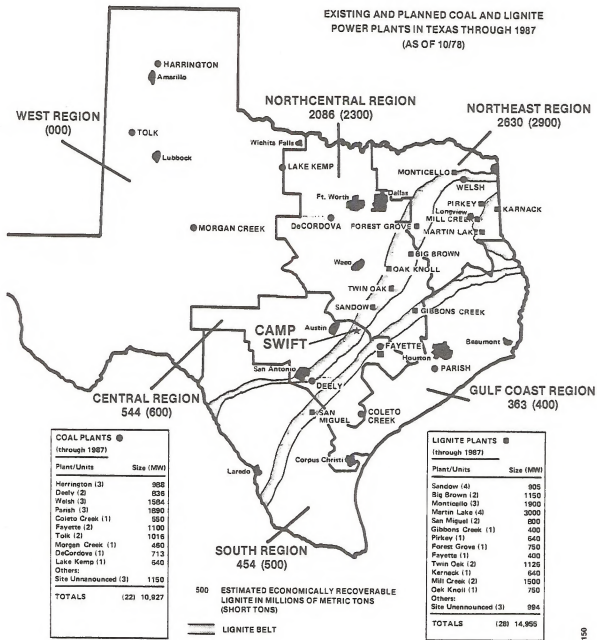 EXISTING AND PLANNED COAL AND LIGNITE
POWER PLANTS IN TEXAS THROUGH 1987
(AS OF 10/78)
HARRINGTON
Amarillo
WEST REGION
(000)
NORTHCENTRAL REGION
2086 (2300)
NORTHEAST REGION
2630 (2900)
TOLK
Lubbock
Wichita Falls
LAKE KEMP
MONTICELLO
WELSH
Ft. Worth
Dallas
PIRKEY
Longview
KARNACK
MILL CREEK
MORGAN CREEK
DeCORDOVA
FOREST GROVE
MARTIN LAKE
BIG BROWN
Waco
OAK KNOLL
TWIN OAK
SANDOW
GIBBONS CREEK
Austin
CAMP
SWIFT
FAYETTE
Houston
Beaumont
PARISH
San Antonio
DEELY
CENTRAL REGION
544 (600)
GULF COAST REGION
363 (400)
SAN
MIGUEL
COLETO
CREEK
Laredo
Corpus Christi
SOUTH REGION
454 (500)
COAL PLANTS
(through 1987)
Plant/Units Size (MW)
Harrington (3) 988
Deely (2) 836
Welsh (3) 1584
Parish (3) 1890
Coleto Creek (1) 550
Fayette (2) 1100
Tolk (2) 1016
Morgan Creek (1) 460
DeCordova (1) 713
Lake Kemp (1) 640
Others:
Site Unannounced (3) 1150
TOTALS (22) 10,927
LIGNITE PLANTS
(through 1987)
Plant/Units Size (MW)
Sandow (4) 905
Big Brown (2) 1150
Monticello (3) 1900
Martin Lake (4) 3000
San Miguel (2) 800
Gibbons Creek (1) 400
Pirkey (1) 640
Forest Grove (1) 750
Fayette (1) 400
Twin Oak (2) 1126
Karnack (1) 640
Mill Creek (2) 1500
Oak Knoll (1) 750
Others:
Site Unannounced (3) 994
TOTALS (28) 14,955
500 ESTIMATED ECONOMICALLY RECOVERABLE
LIGNITE IN MILLIONS OF METRIC TONS
(SHORT TONS)
LIGNITE BELT
150